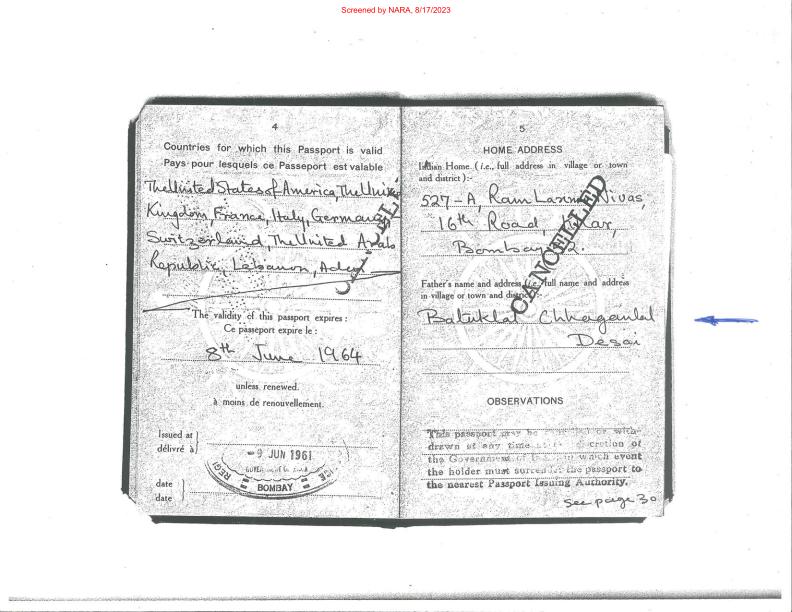 Screened by NARA, 8/17/2023
4
Countries for which this Passport is valid
Pays pour lesquels ce Passeport est valable
The United States of America, The United
Kingdom, France, Italy, Germany,
Switzerland, The United Arab
Republic, Lebanon, Aden
The validity of this passport expires :
Ce passeport expire le :
8th June 1964
unless renewed.
à moins de renouvellement.
Issued at
délivré à
-9 JUN 1961
BOMBAY
date
date
5
HOME ADDRESS
Indian Home (i.e., full address in village or town
and district) :-
527-A, Ram Laxmi Nivas,
16th Road, Khar,
Bombay
CANCELLED
Father's name and address (i.e., full name and address
in village or town and district)
Batuklal Chhaganlal
Desai
OBSERVATIONS
This passport may be or with-
drawn at any time discretion of
the Government of in which event
the holder must surrender the passport to
the nearest Passport Issuing Authority.
See page 30